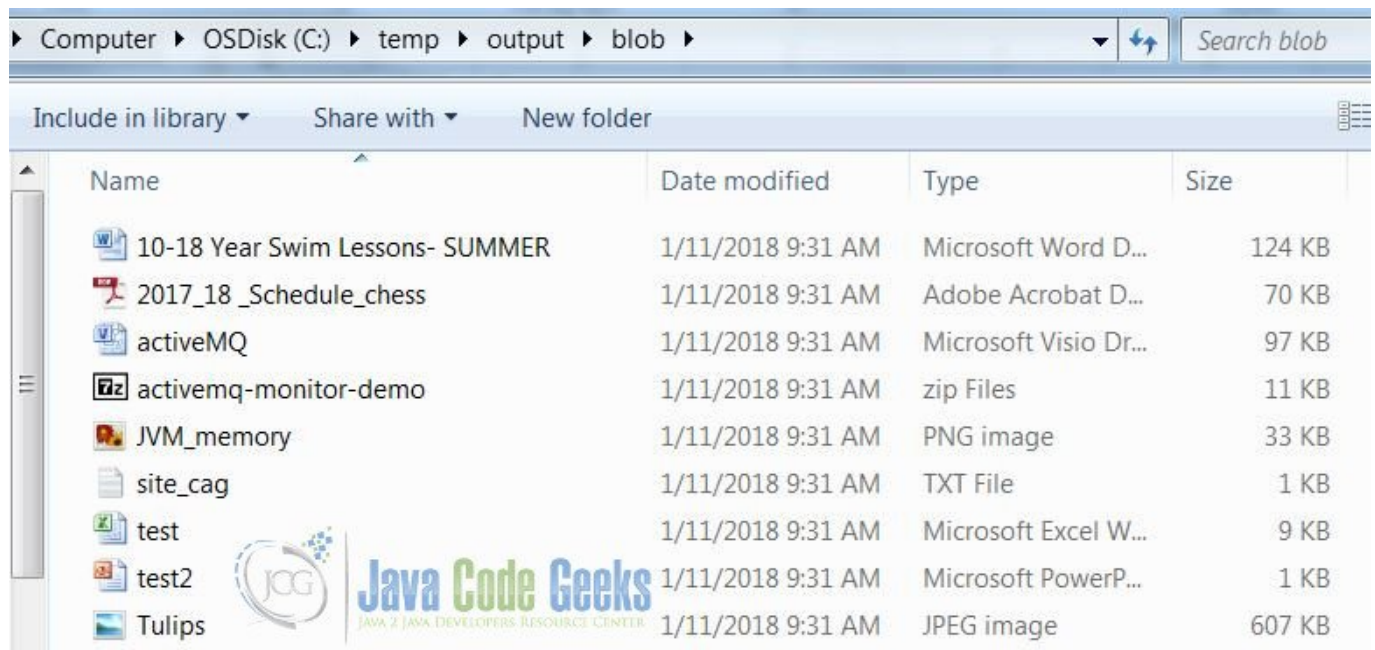 Computer OSDisk (C:) temp output blob Search blob
Include in library Share with New folder
Name Date modified Type Size
10-18 Year Swim Lessons- SUMMER 1/11/2018 9:31 AM Microsoft Word D... 124 KB
2017_18 _Schedule_chess 1/11/2018 9:31 AM Adobe Acrobat D... 70 KB
activeMQ 1/11/2018 9:31 AM Microsoft Visio Dr... 97 KB
7z activemq-monitor-demo 1/11/2018 9:31 AM zip Files 11 KB
JVM_memory 1/11/2018 9:31 AM PNG image 33 KB
site_cag 1/11/2018 9:31 AM TXT File 1 KB
test 1/11/2018 9:31 AM Microsoft Excel W... 9 KB
test2 1/11/2018 9:31 AM Microsoft PowerP... 1 KB
JCG Java Code Geeks
JAVA 2 JAVA DEVELOPERS RESOURCE CENTER
Tulips 1/11/2018 9:31 AM JPEG image 607 KB